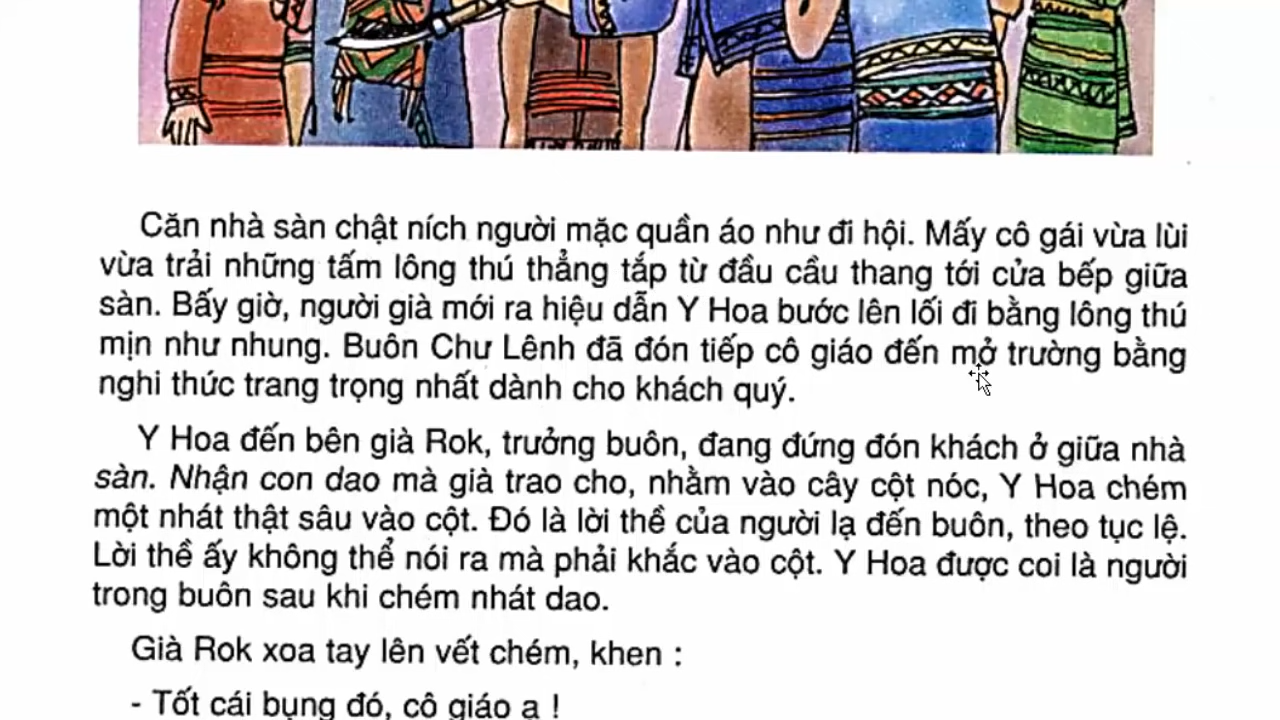 Căn nhà sàn chật ních người mặc quần áo như đi hội. Mấy cô gái vừa lùi
vừa trải những tấm lông thú thẳng tắp từ đầu cầu thang tới cửa bếp giữa
sàn. Bấy giờ, người già mới ra hiệu dẫn Y Hoa bước lên lối đi bằng lông thú
mịn như nhung. Buôn Chư Lênh đã đón tiếp cô giáo đến mở trường bằng
nghi thức trang trọng nhất dành cho khách quý.
Y Hoa đến bên già Rok, trưởng buôn, đang đứng đón khách ở giữa nhà
sàn. Nhận con dao mà già trao cho, nhằm vào cây cột nóc, Y Hoa chém
một nhát thật sâu vào cột. Đó là lời thề của người lạ đến buôn, theo tục lệ.
Lời thề ấy không thể nói ra mà phải khắc vào cột. Y Hoa được coi là người
trong buôn sau khi chém nhát dao.
Già Rok xoa tay lên vết chém, khen :
- Tốt cái bụng đó, cô giáo ạ !